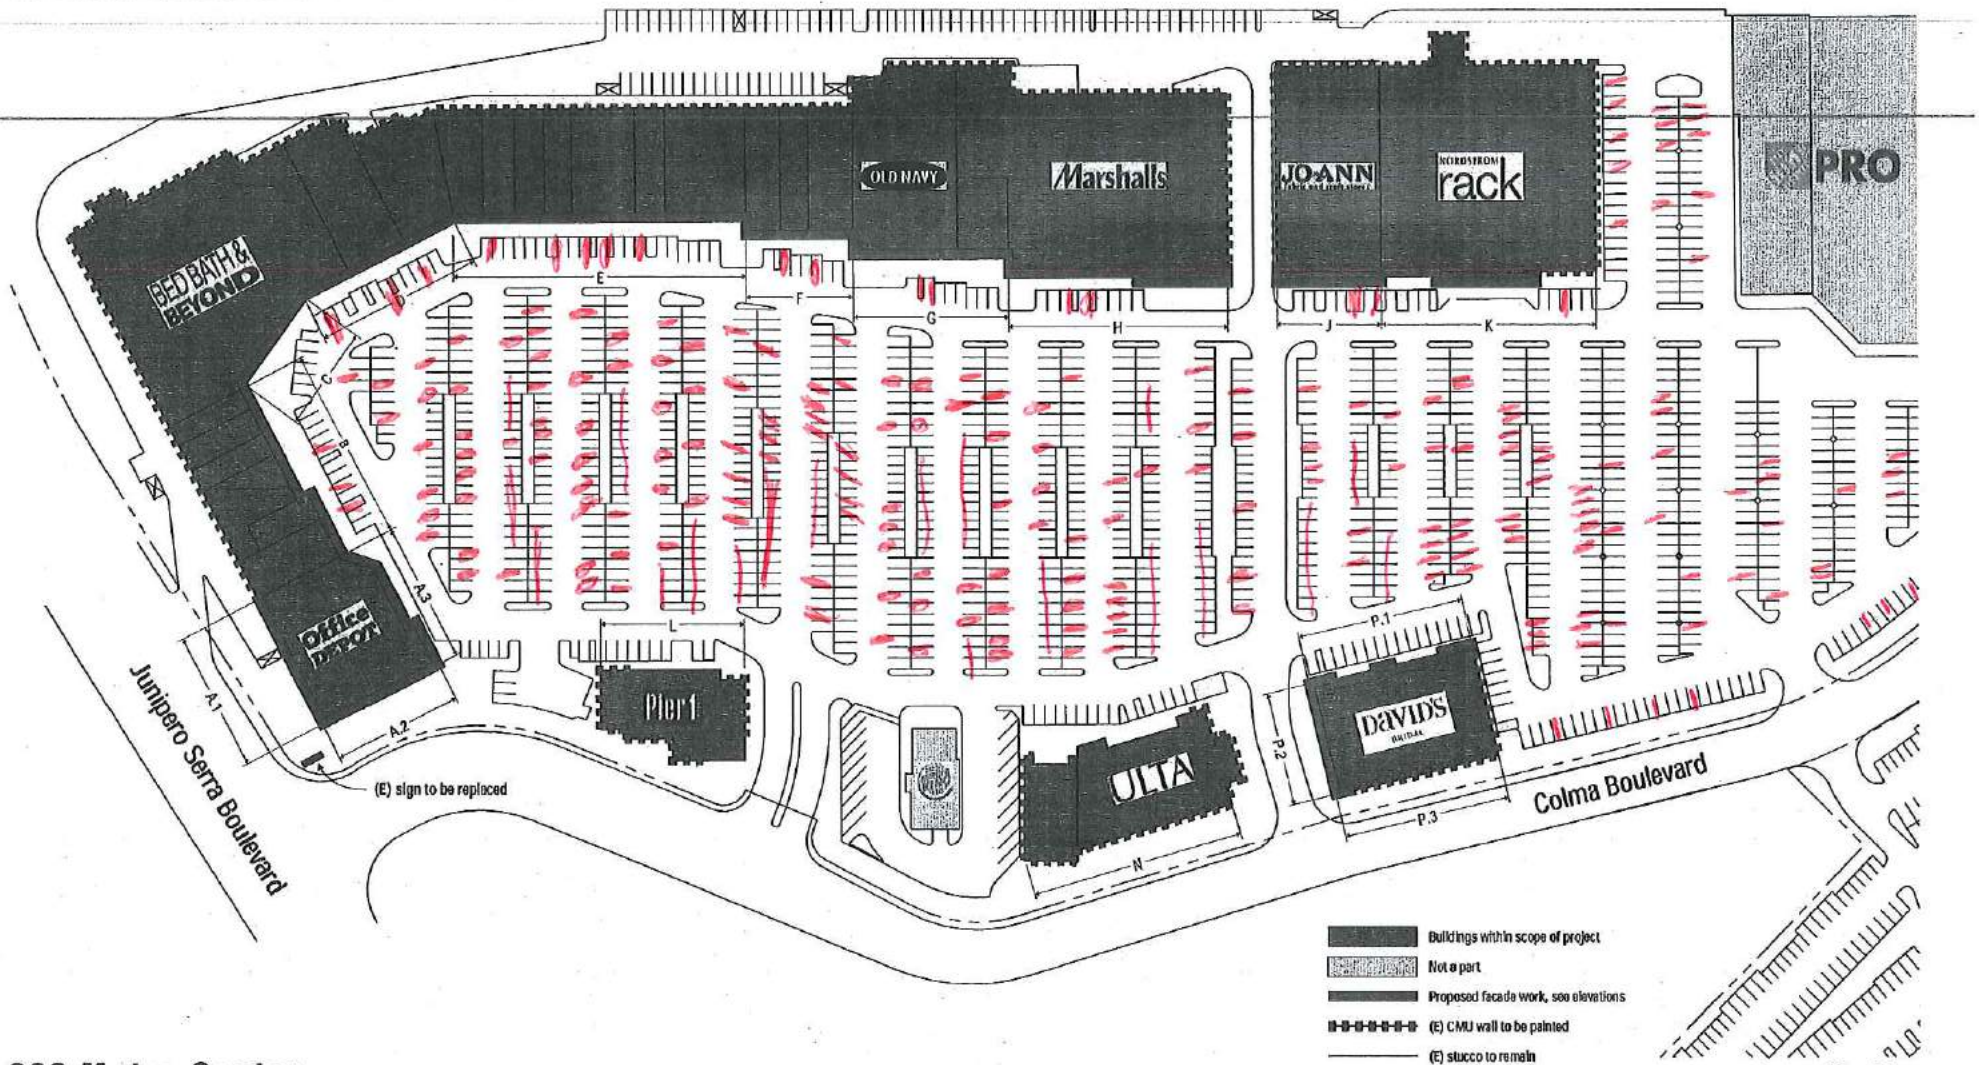 PRO
OLD NAVY
Marshalls
JO-ANN
NORDSTROM
rack
BED BATH &
BEYOND
D
E
F
G
H
J
K
C
B
A.3
Office
DEPOT
A.1
A.2
L
Pier 1
Junipero Serra Boulevard
(E) sign to be replaced
ULTA
N
P.1
P.2
DAVID'S
BRIDAL
P.3
Colma Boulevard
Buildings within scope of project
Not a part
Proposed facade work, see elevations
(E) CMU wall to be painted
(E) stucco to remain